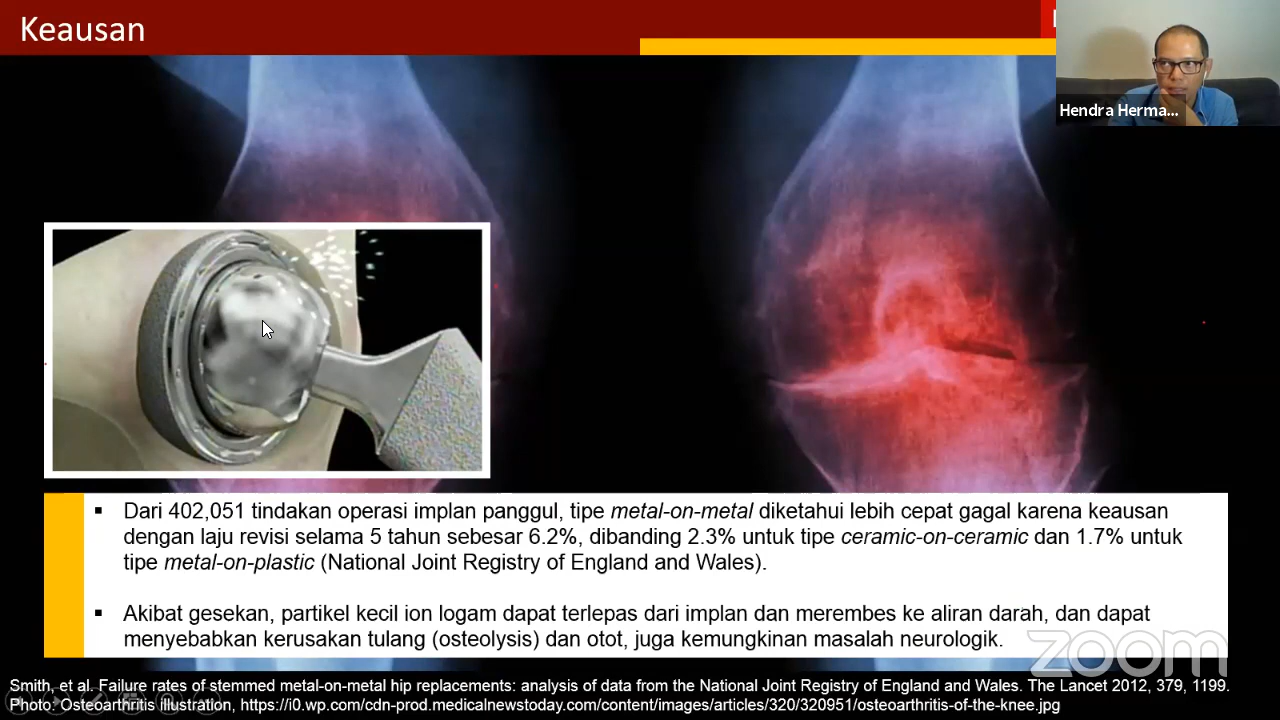 Keausan
Hendra Herma...
▪ Dari 402,051 tindakan operasi implan panggul, tipe metal-on-metal diketahui lebih cepat gagal karena keausan
dengan laju revisi selama 5 tahun sebesar 6.2%, dibanding 2.3% untuk tipe ceramic-on-ceramic dan 1.7% untuk
tipe metal-on-plastic (National Joint Registry of England and Wales).
▪ Akibat gesekan, partikel kecil ion logam dapat terlepas dari implan dan merembes ke aliran darah, dan dapat
menyebabkan kerusakan tulang (osteolysis) dan otot, juga kemungkinan masalah neurologik.
zoom
Smith, et al. Failure rates of stemmed metal-on-metal hip replacements: analysis of data from the National Joint Registry of England and Wales. The Lancet 2012, 379, 1199.
Photo: Osteoarthritis illustration, https://i0.wp.com/cdn-prod.medicalnewstoday.com/content/images/articles/320/320951/osteoarthritis-of-the-knee.jpg